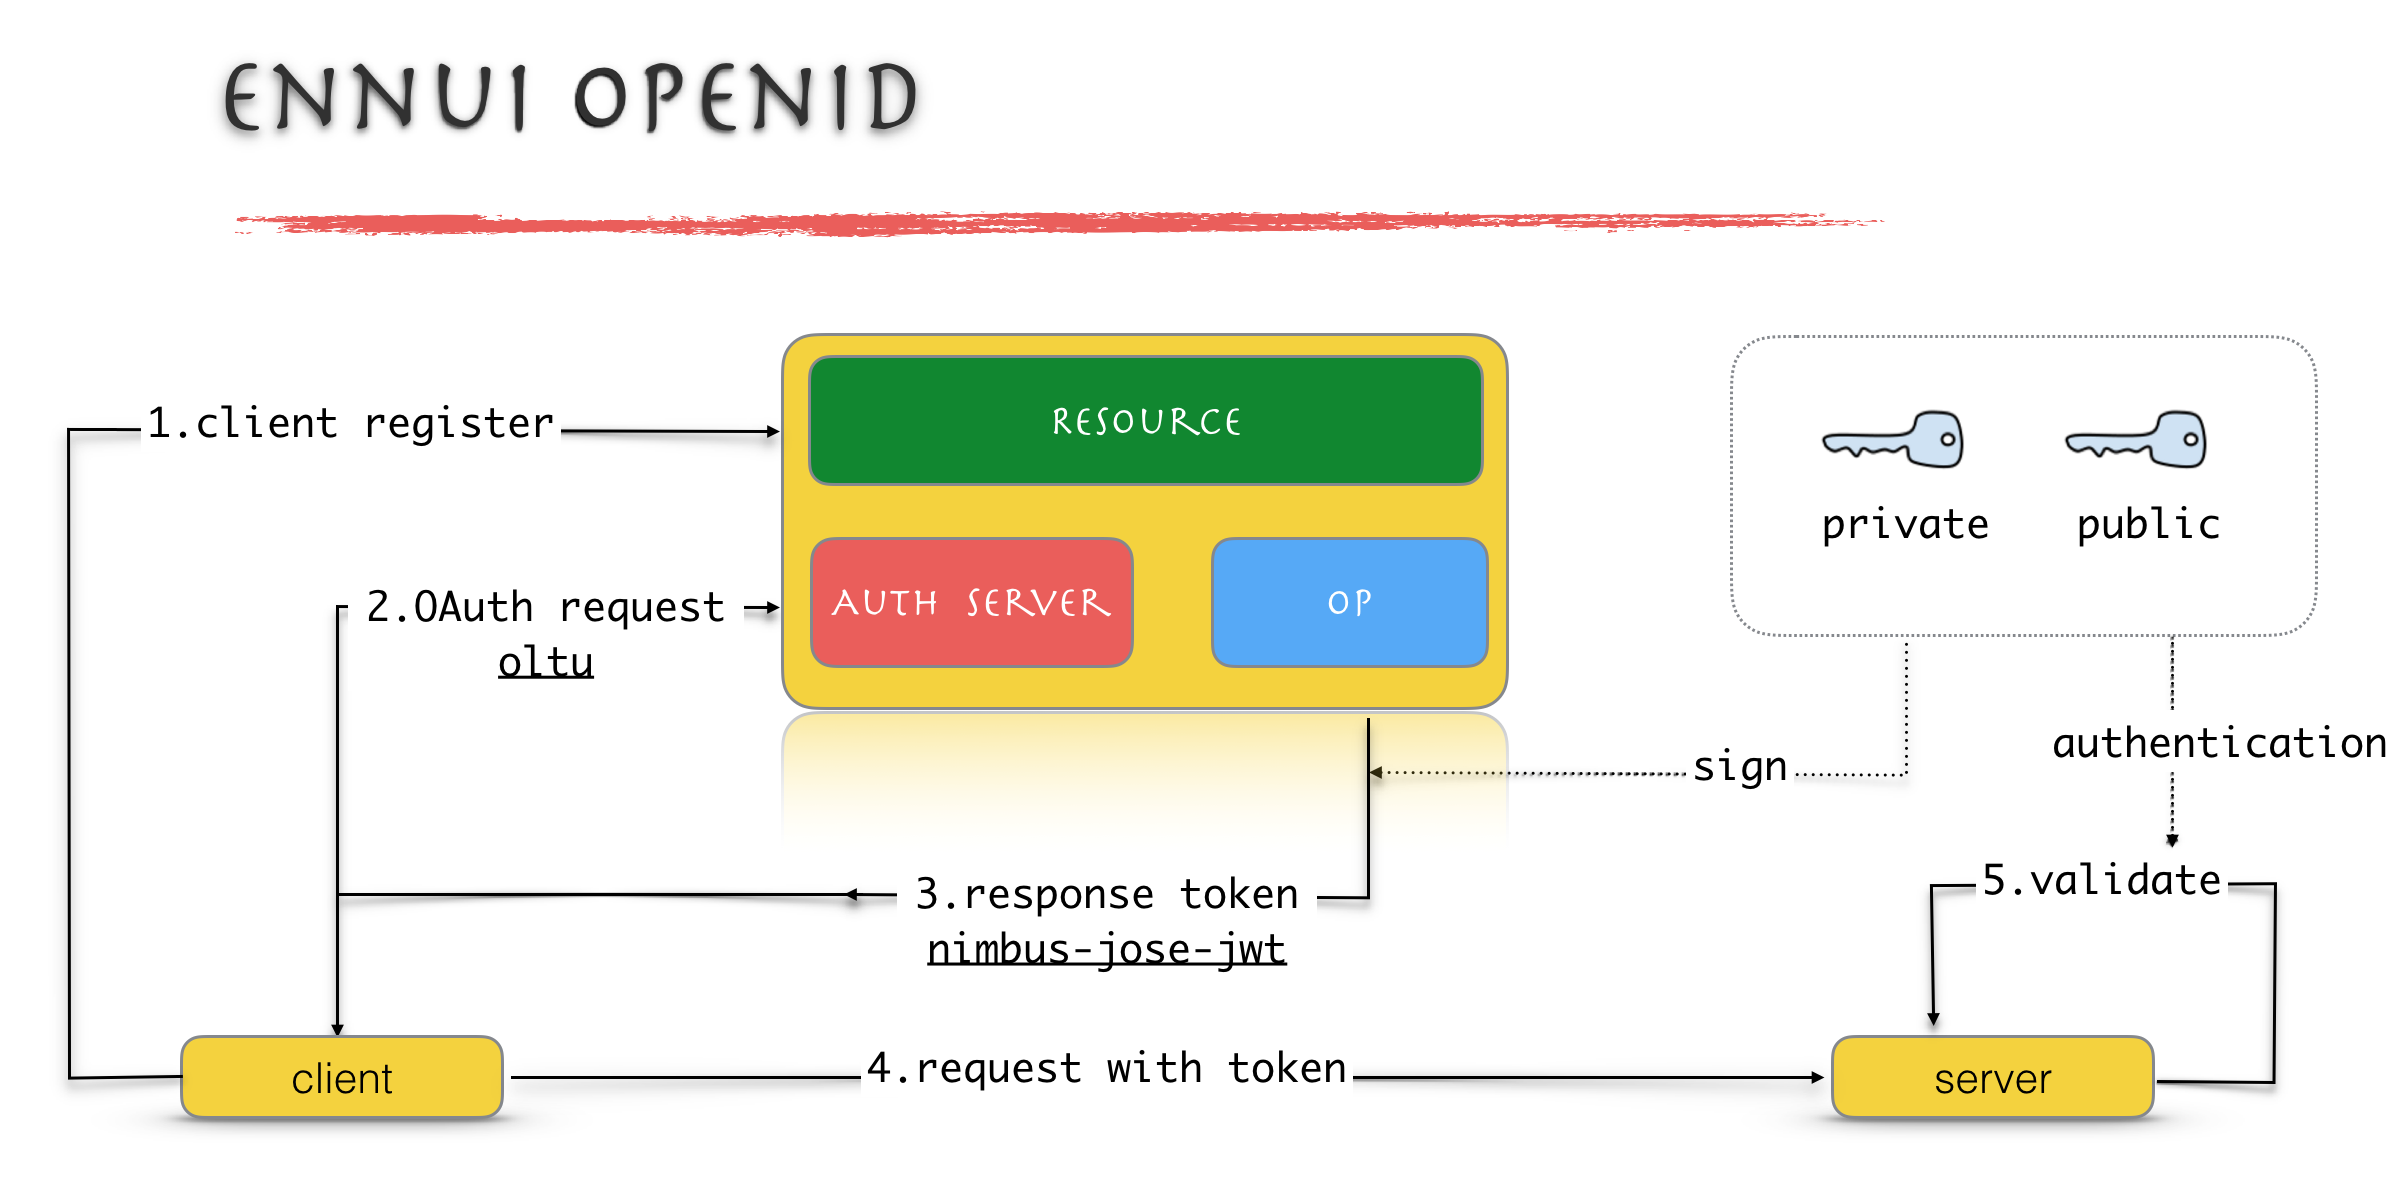 ENNUI OPENID
1.client register
RESOURCE
private
public
2.OAuth request
oltu
AUTH SERVER
OP
sign
authentication
3.response token
nimbus-jose-jwt
5.validate
client
4.request with token
server